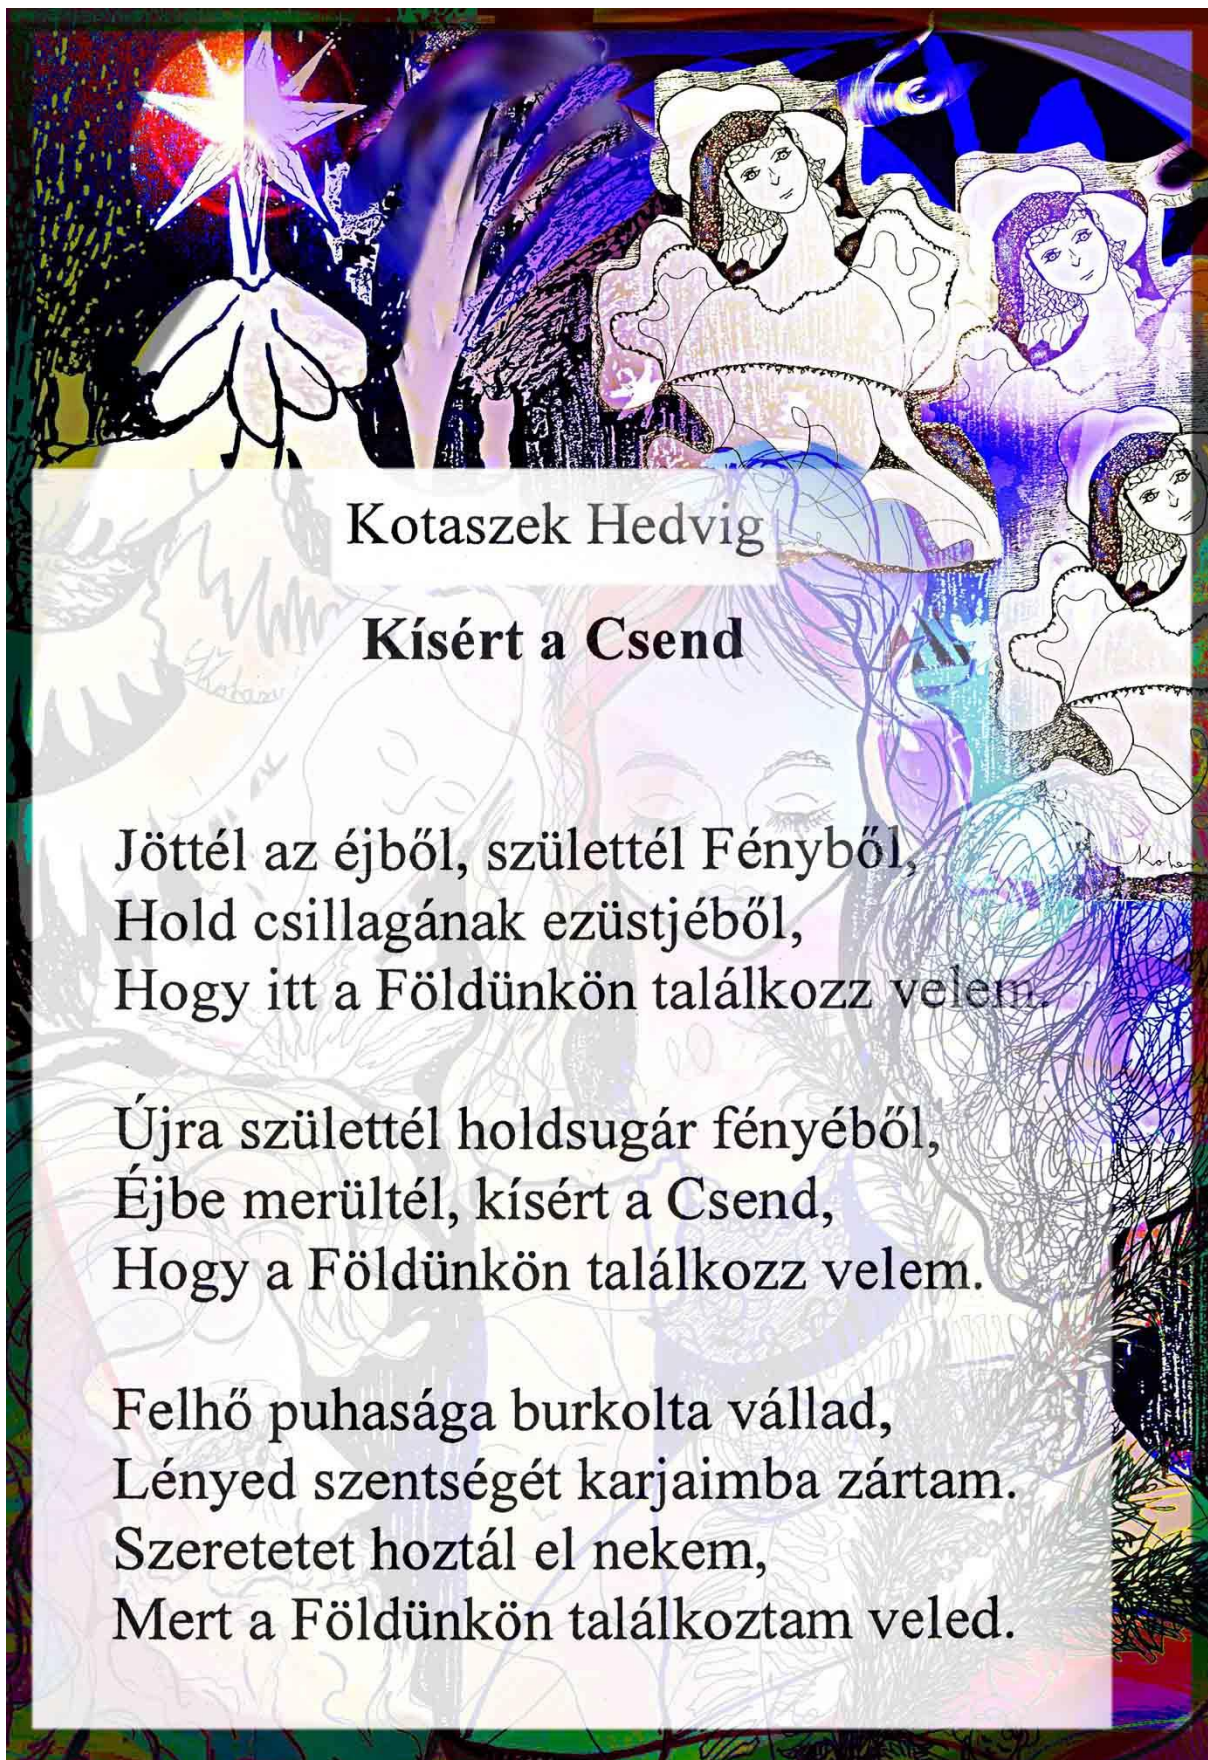 Kotaszek Hedvig
Kísért a Csend
Jöttél az éjből, születtél Fényből,
Hold csillagának ezüstjéből,
Hogy itt a Földünkön találkozz velem.
Újra születtél holdsugár fényéből,
Éjbe merültél, kísért a Csend,
Hogy a Földünkön találkozz velem.
Felhő puhasága burkolta vállad,
Lényed szentségét karjaimba zártam.
Szeretetet hoztál el nekem,
Mert a Földünkön találkoztam veled.